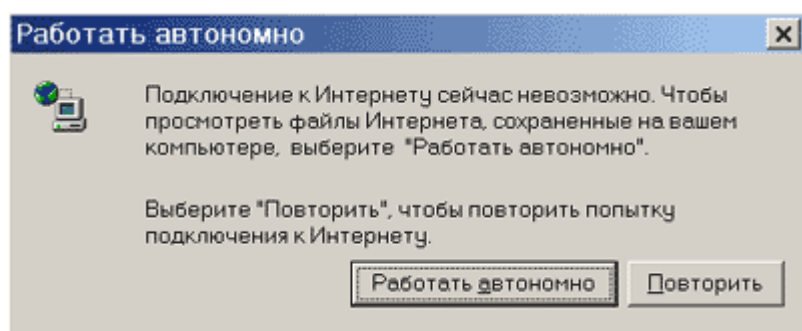 Работать автономно
Подключение к Интернету сейчас невозможно. Чтобы
просмотреть файлы Интернета, сохраненные на вашем
компьютере, выберите "Работать автономно".
Выберите "Повторить", чтобы повторить попытку
подключения к Интернету.
Работать автономно
Повторить